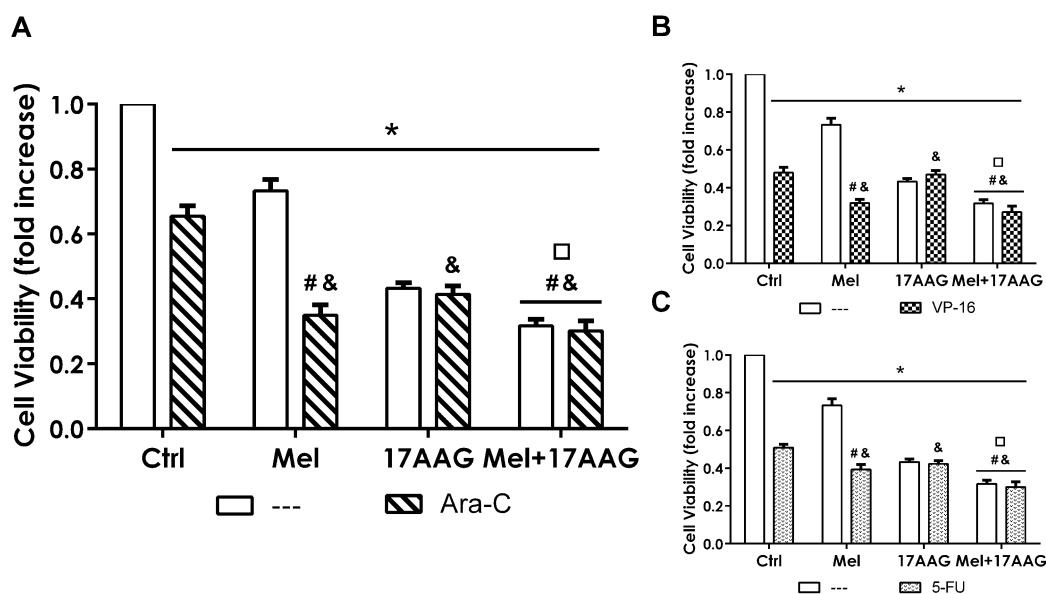 A
Cell Viability (fold increase)
1.0
0.8
0.6
0.4
0.2
0.0
*
# &
&
□
# &
Ctrl Mel 17AAG Mel+17AAG
--- Ara-C
B
Cell Viability (fold increase)
1.0
0.8
0.6
0.4
0.2
0.0
*
# &
&
□
# &
Ctrl Mel 17AAG Mel+17AAG
--- VP-16
C
Cell Viability (fold increase)
1.0
0.8
0.6
0.4
0.2
0.0
*
# &
&
□
# &
Ctrl Mel 17AAG Mel+17AAG
--- 5-FU